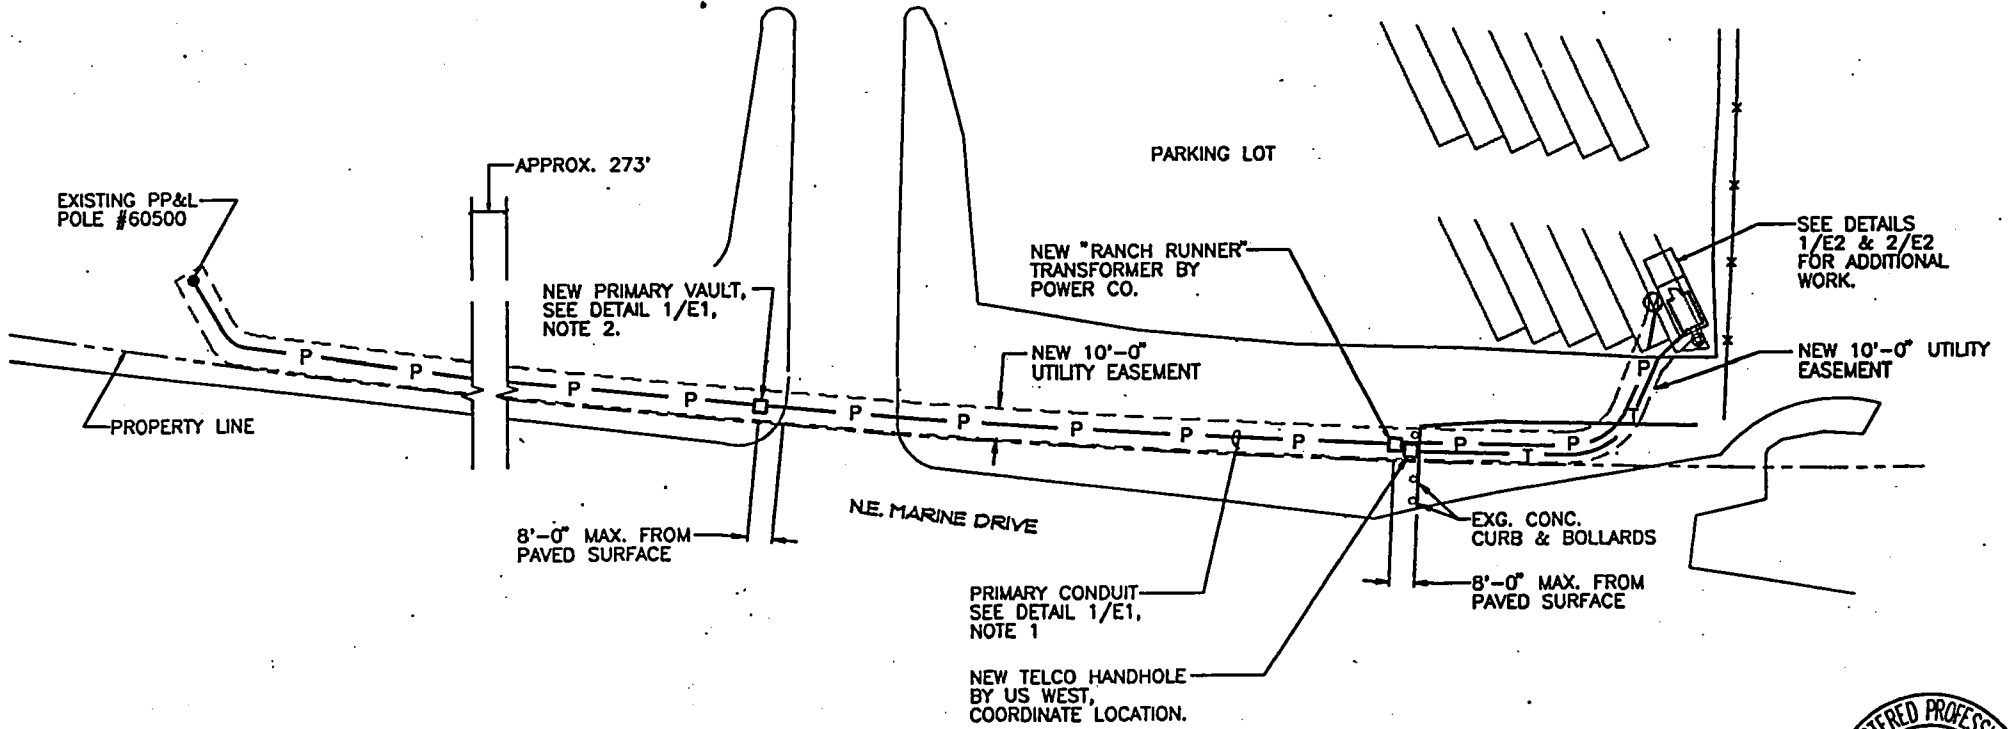 APPROX. 273'
PARKING LOT
EXISTING PP&L
POLE #60500
SEE DETAILS
1/E2 & 2/E2
FOR ADDITIONAL
WORK.
NEW "RANCH RUNNER"
TRANSFORMER BY
POWER CO.
NEW PRIMARY VAULT,
SEE DETAIL 1/E1,
NOTE 2.
NEW 10'-0"
UTILITY EASEMENT
NEW 10'-0" UTILITY
EASEMENT
P P P P P P P P P P P P P
T T
PROPERTY LINE
N.E. MARINE DRIVE
8'-0" MAX. FROM
PAVED SURFACE
EXG. CONC.
CURB & BOLLARDS
PRIMARY CONDUIT
SEE DETAIL 1/E1,
NOTE 1
8'-0" MAX. FROM
PAVED SURFACE
NEW TELCO HANDHOLE
BY US WEST,
COORDINATE LOCATION.